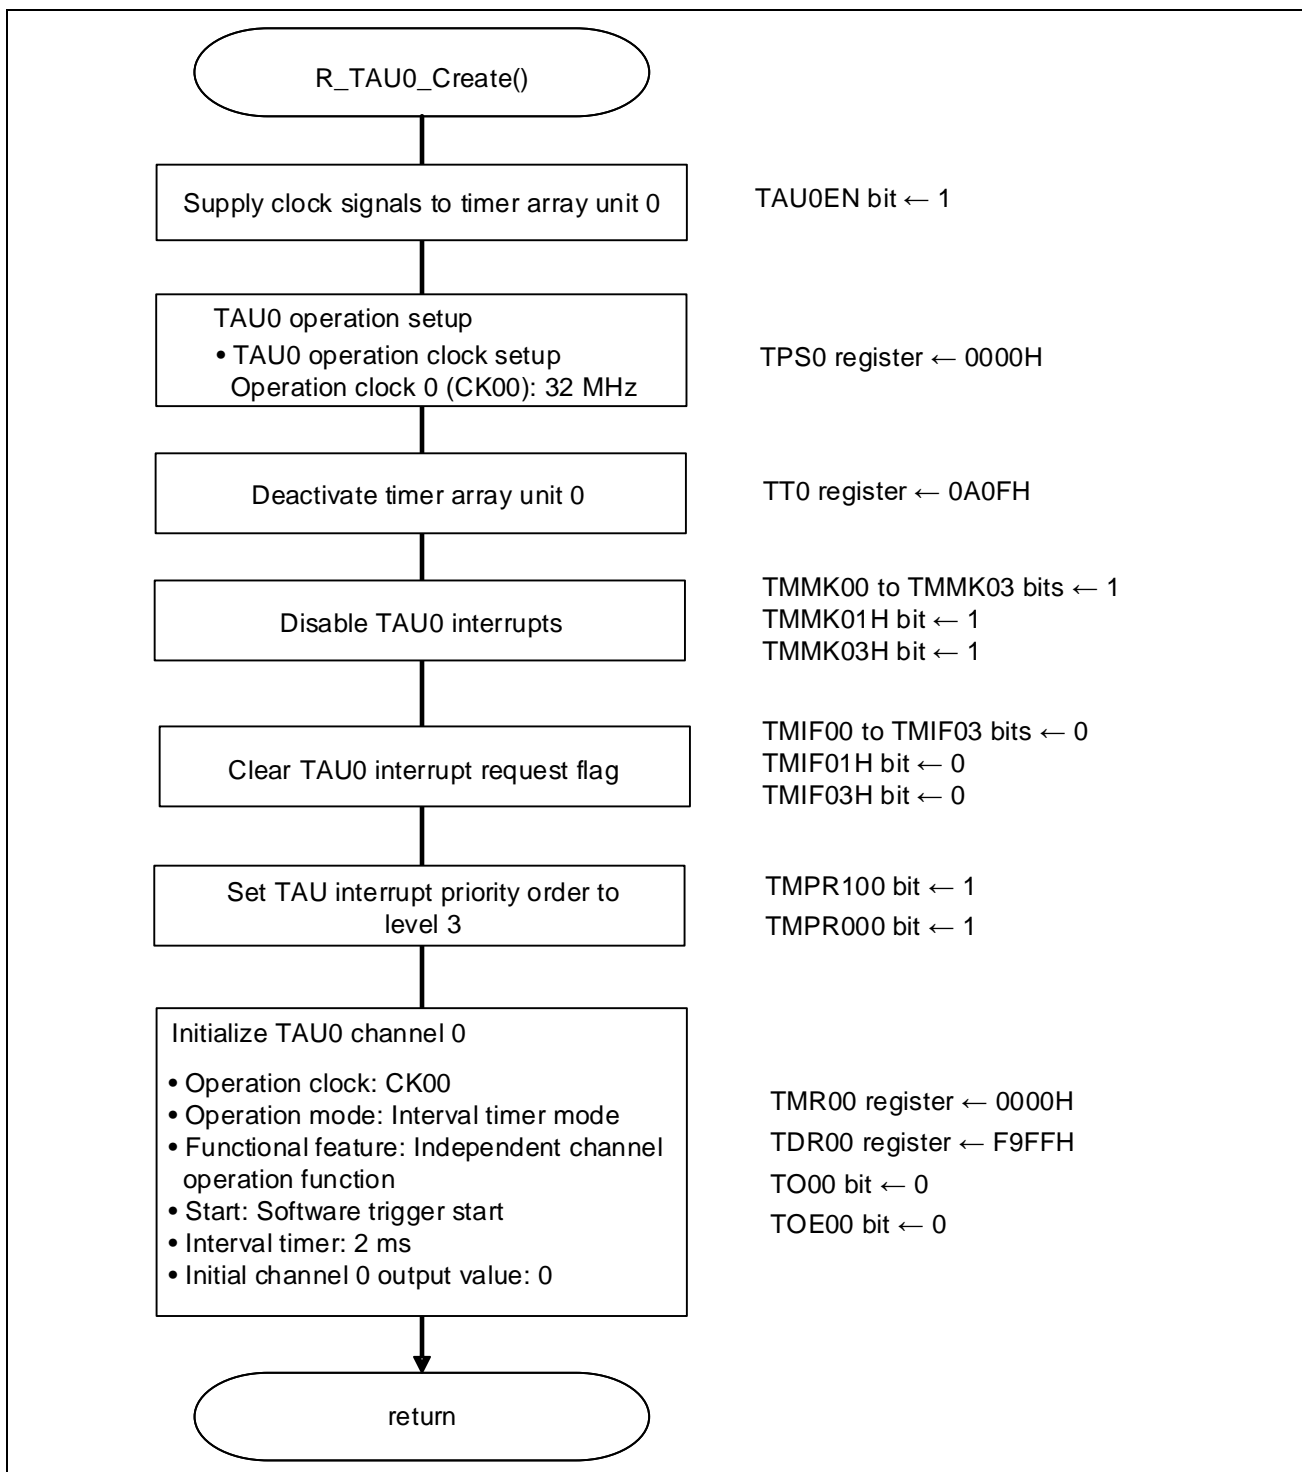 R_TAU0_Create()
Supply clock signals to timer array unit 0
TAU0EN bit ← 1
TAU0 operation setup
• TAU0 operation clock setup
Operation clock 0 (CK00): 32 MHz
TPS0 register ← 0000H
Deactivate timer array unit 0
TT0 register ← 0A0FH
Disable TAU0 interrupts
TMMK00 to TMMK03 bits ← 1
TMMK01H bit ← 1
TMMK03H bit ← 1
Clear TAU0 interrupt request flag
TMIF00 to TMIF03 bits ← 0
TMIF01H bit ← 0
TMIF03H bit ← 0
Set TAU interrupt priority order to
level 3
TMPR100 bit ← 1
TMPR000 bit ← 1
Initialize TAU0 channel 0
• Operation clock: CK00
• Operation mode: Interval timer mode
• Functional feature: Independent channel
operation function
• Start: Software trigger start
• Interval timer: 2 ms
• Initial channel 0 output value: 0
TMR00 register ← 0000H
TDR00 register ← F9FFH
TO00 bit ← 0
TOE00 bit ← 0
return